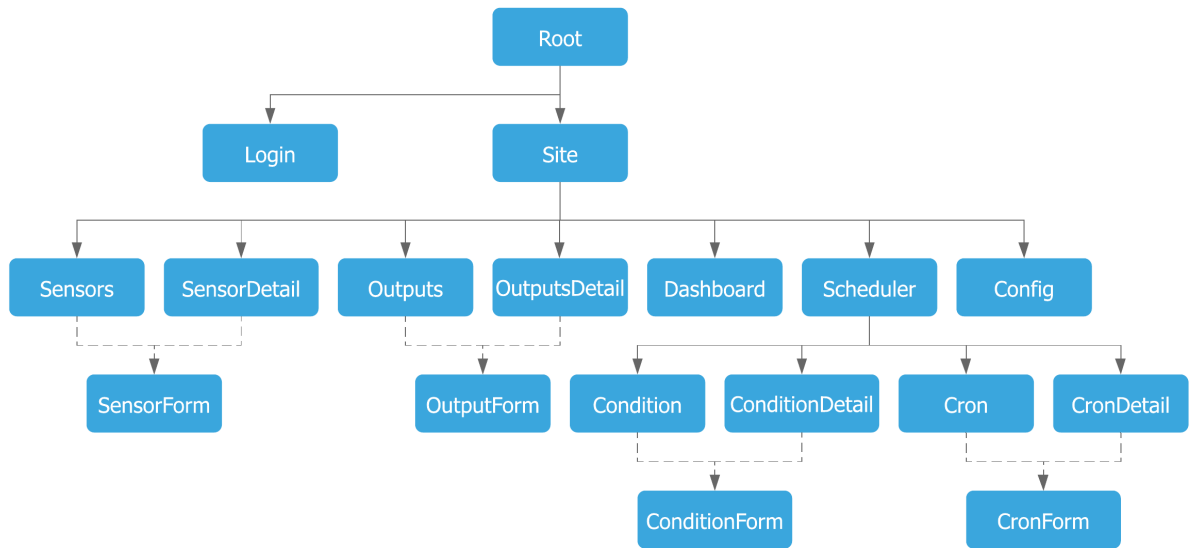 Root
Login
Site
Sensors
SensorDetail
Outputs
OutputsDetail
Dashboard
Scheduler
Config
SensorForm
OutputForm
Condition
ConditionDetail
Cron
CronDetail
ConditionForm
CronForm